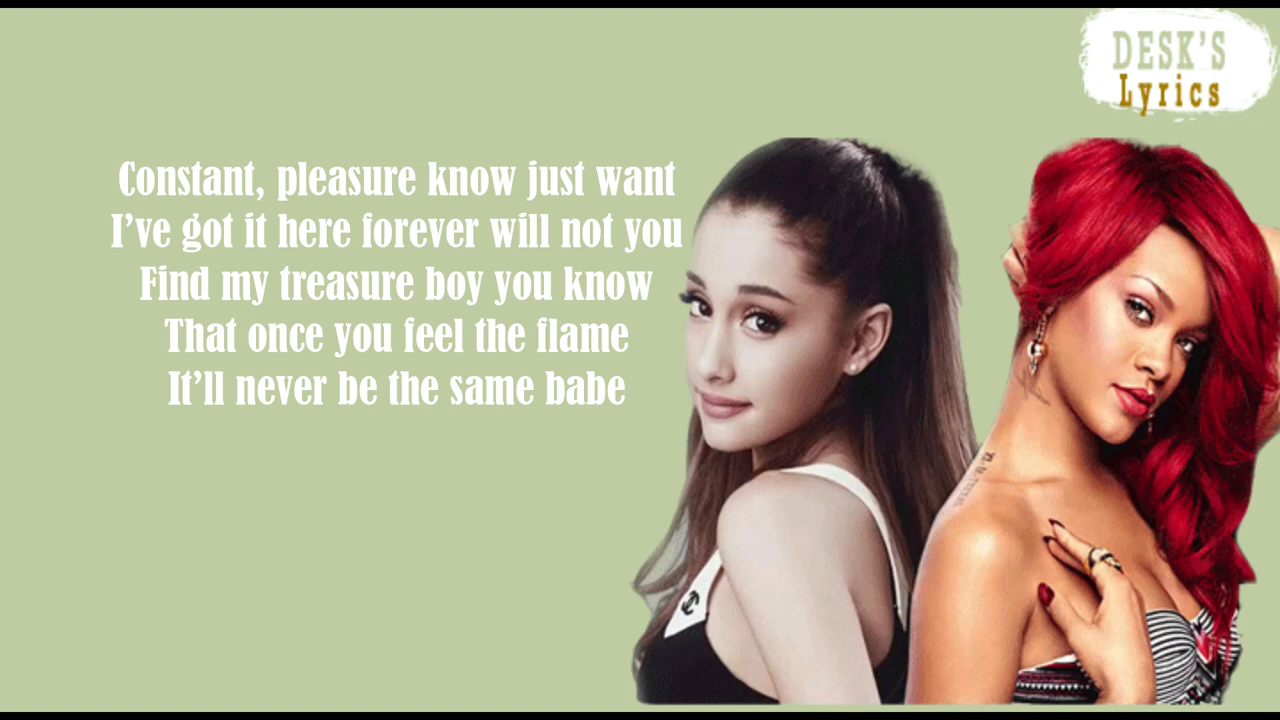 DESK'S
Lyrics
Constant, pleasure know just want
I've got it here forever will not you
Find my treasure boy you know
That once you feel the flame
It'll never be the same babe